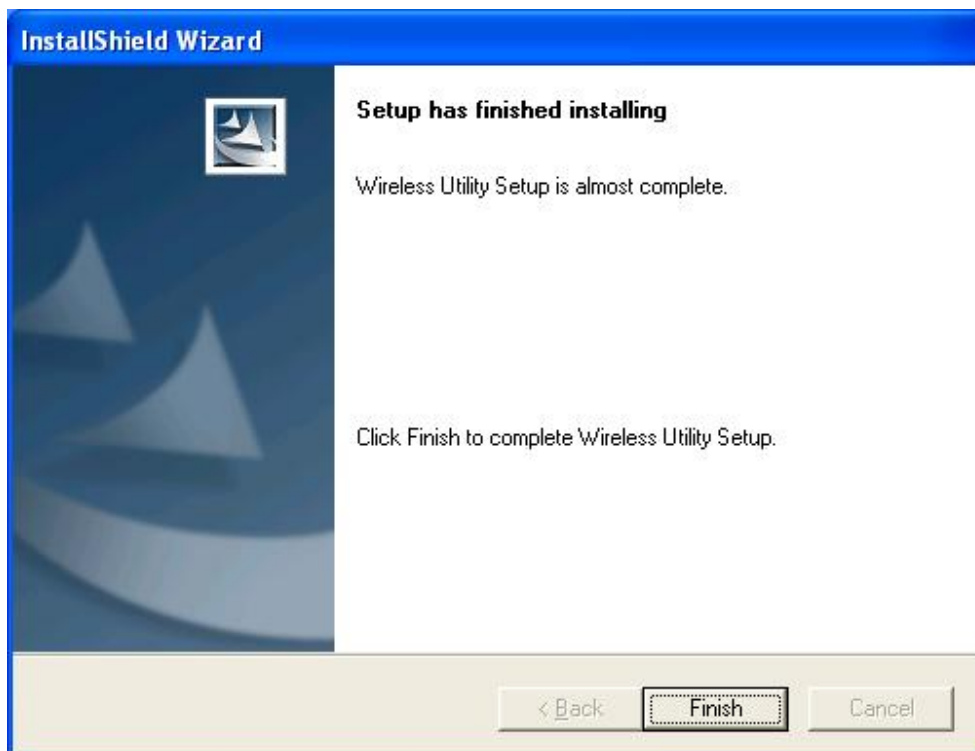 InstallShield Wizard
Setup has finished installing
Wireless Utility Setup is almost complete.
Click Finish to complete Wireless Utility Setup.
< Back
Finish
Cancel